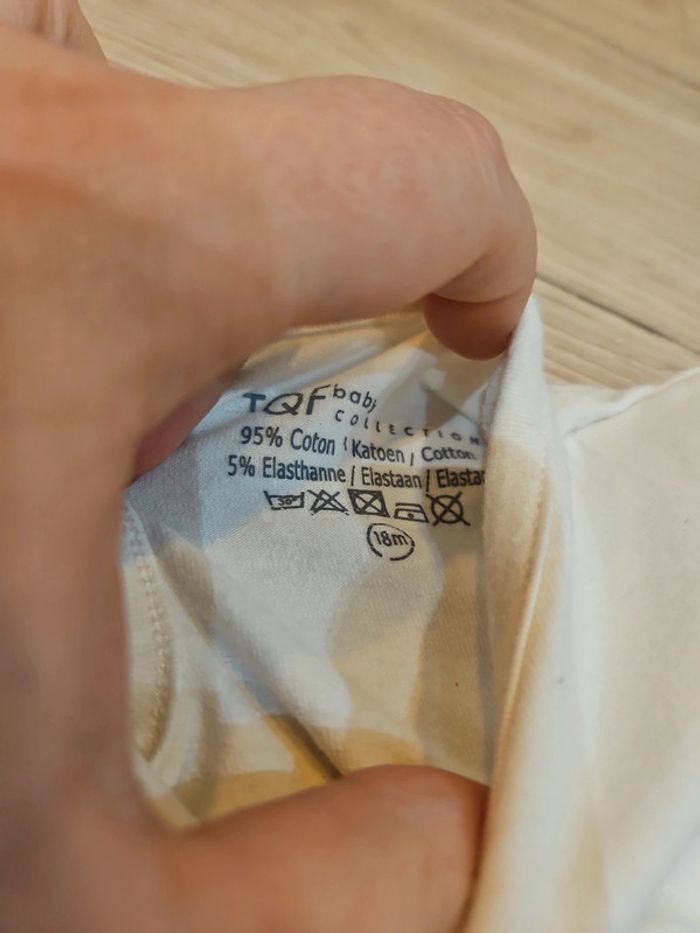 TQF baby
COLLECTION
95% Coton | Katoen | Cotton
5% Elasthanne | Elastaan |
30°
18m